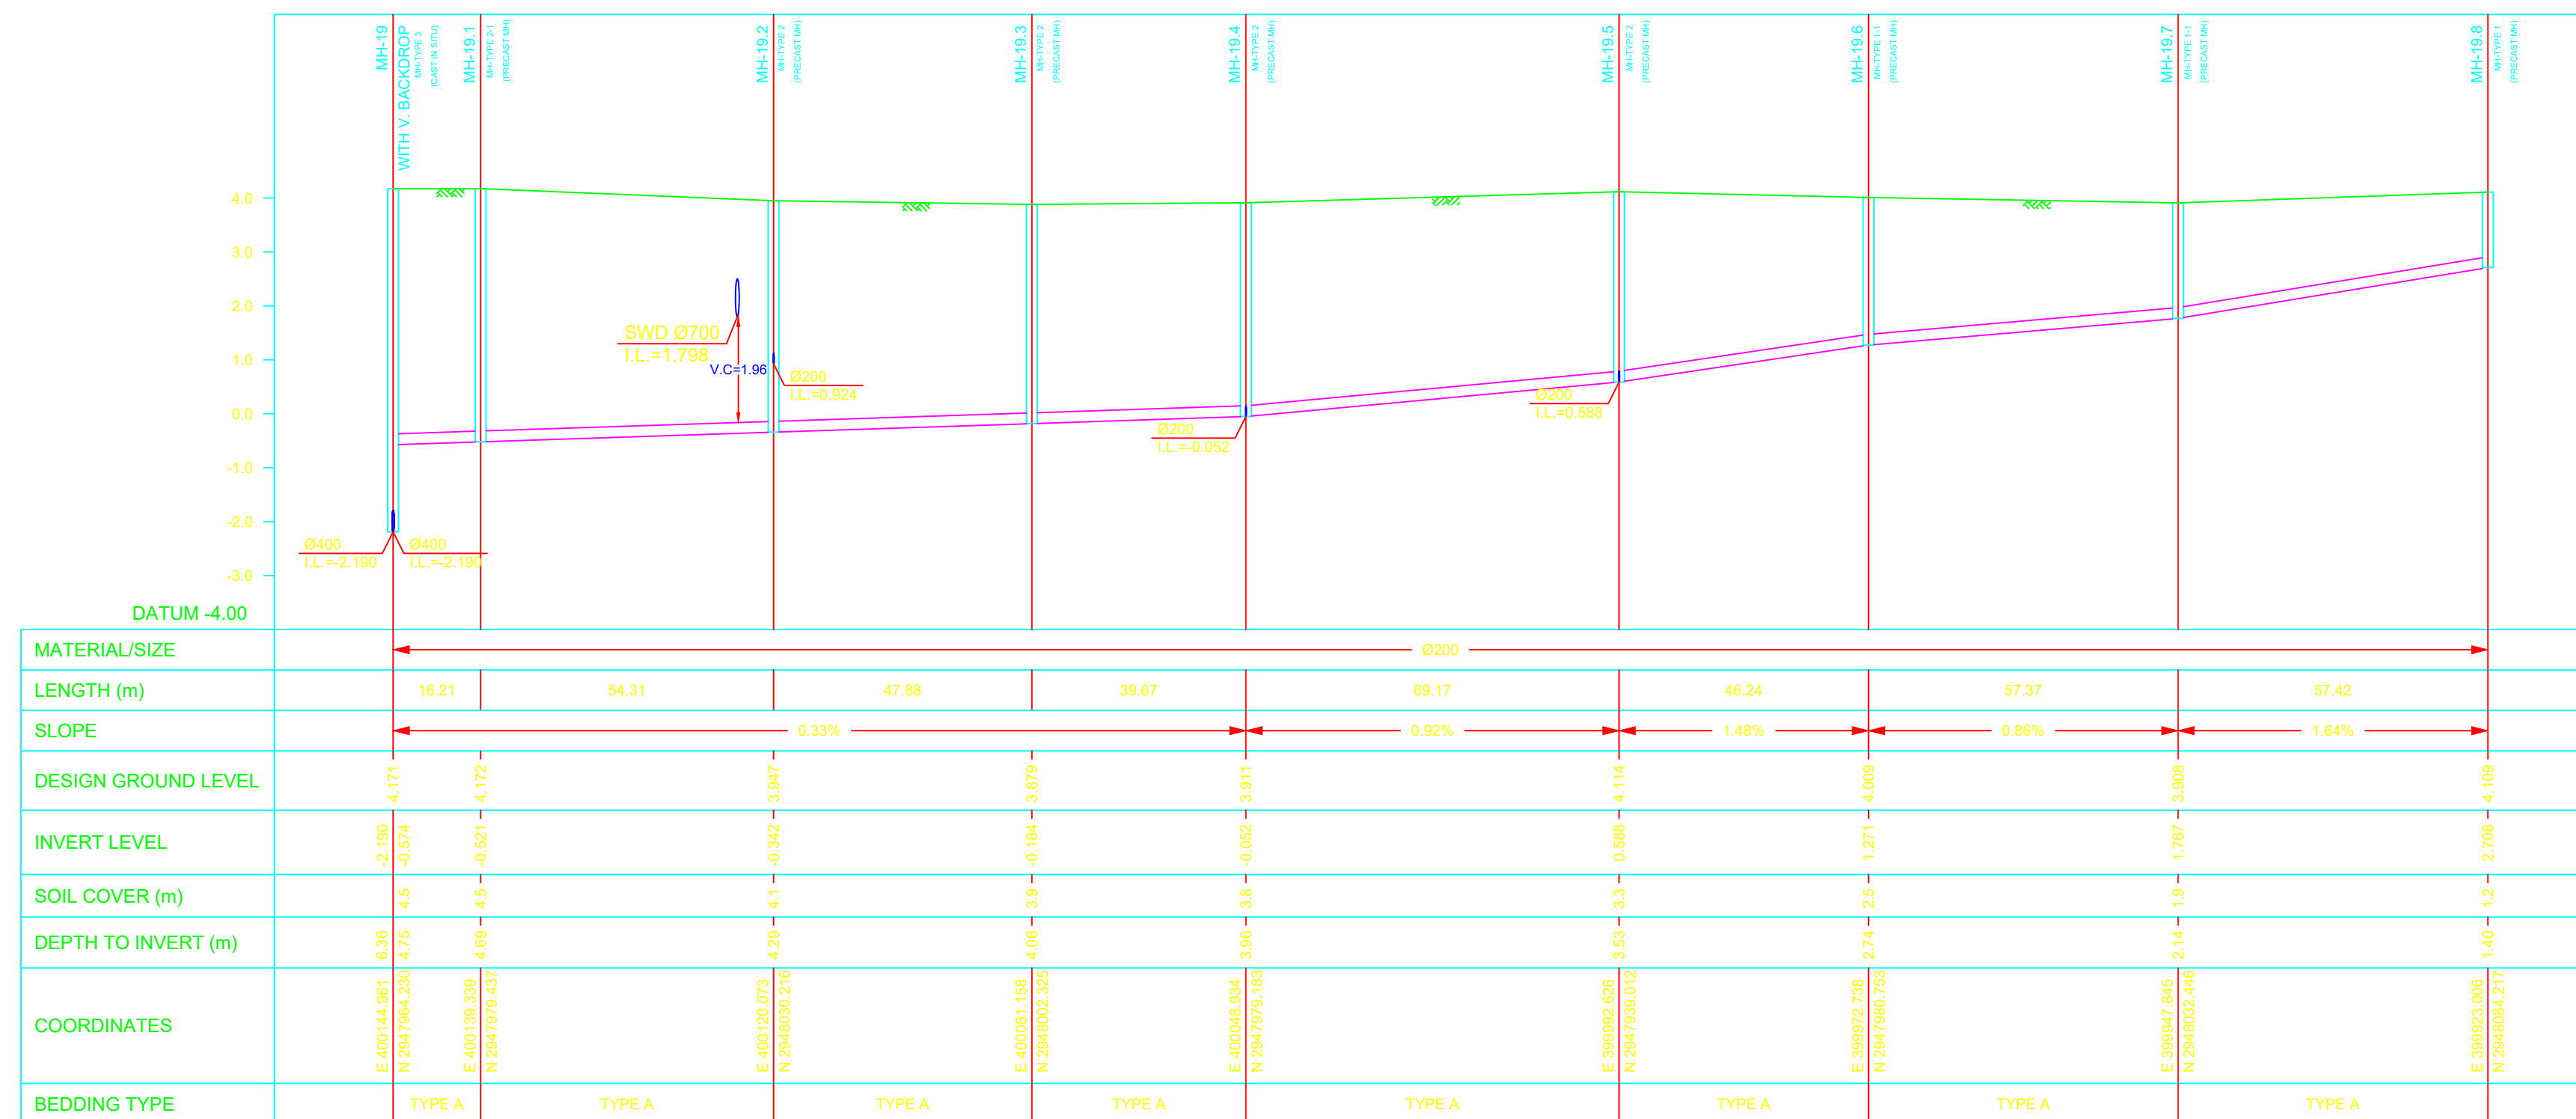 MH-19
WITH V. BACKDROP
MH-TYPE 3
(CAST IN SITU)
MH-19.1
MH-TYPE 2-1
(PRECAST MH)
MH-19.2
MH-TYPE 2
(PRECAST MH)
MH-19.3
MH-TYPE 2
(PRECAST MH)
MH-19.4
MH-TYPE 2
(PRECAST MH)
MH-19.5
MH-TYPE 2
(PRECAST MH)
MH-19.6
MH-TYPE 1-1
(PRECAST MH)
MH-19.7
MH-TYPE 1-1
(PRECAST MH)
MH-19.8
MH-TYPE 1
(PRECAST MH)
4.0
3.0
2.0
1.0
0.0
-1.0
-2.0
-3.0
SWD Ø700
I.L.=1.798
V.C=1.96
Ø200
I.L.=0.924
Ø200
I.L.=-0.052
Ø200
I.L.=0.588
Ø400
I.L.=-2.190
Ø400
I.L.=-2.190
DATUM -4.00
MATERIAL/SIZE Ø200
LENGTH (m) 16.21 54.31 47.88 39.67 69.17 46.24 57.37 57.42
SLOPE 0.33% 0.92% 1.48% 0.86% 1.64%
DESIGN GROUND LEVEL 4.171 4.172 3.947 3.879 3.911 4.114 4.009 3.908 4.109
INVERT LEVEL -2.190 -0.574 -0.521 -0.342 -0.184 -0.052 0.588 1.271 1.767 2.708
SOIL COVER (m) 4.5 4.5 4.1 3.9 3.8 3.3 2.5 1.9 1.2
DEPTH TO INVERT (m) 6.36 4.75 4.69 4.29 4.06 3.96 3.53 2.74 2.14 1.40
COORDINATES
E 400144.961
N 2947964.230
E 400139.339
N 2947979.437
E 400120.073
N 2948030.216
E 400081.158
N 2948002.325
E 400048.934
N 2947979.183
E 399992.626
N 2947939.012
E 399972.738
N 2947980.753
E 399947.845
N 2948032.446
E 399923.006
N 2948084.217
BEDDING TYPE TYPE A TYPE A TYPE A TYPE A TYPE A TYPE A TYPE A TYPE A